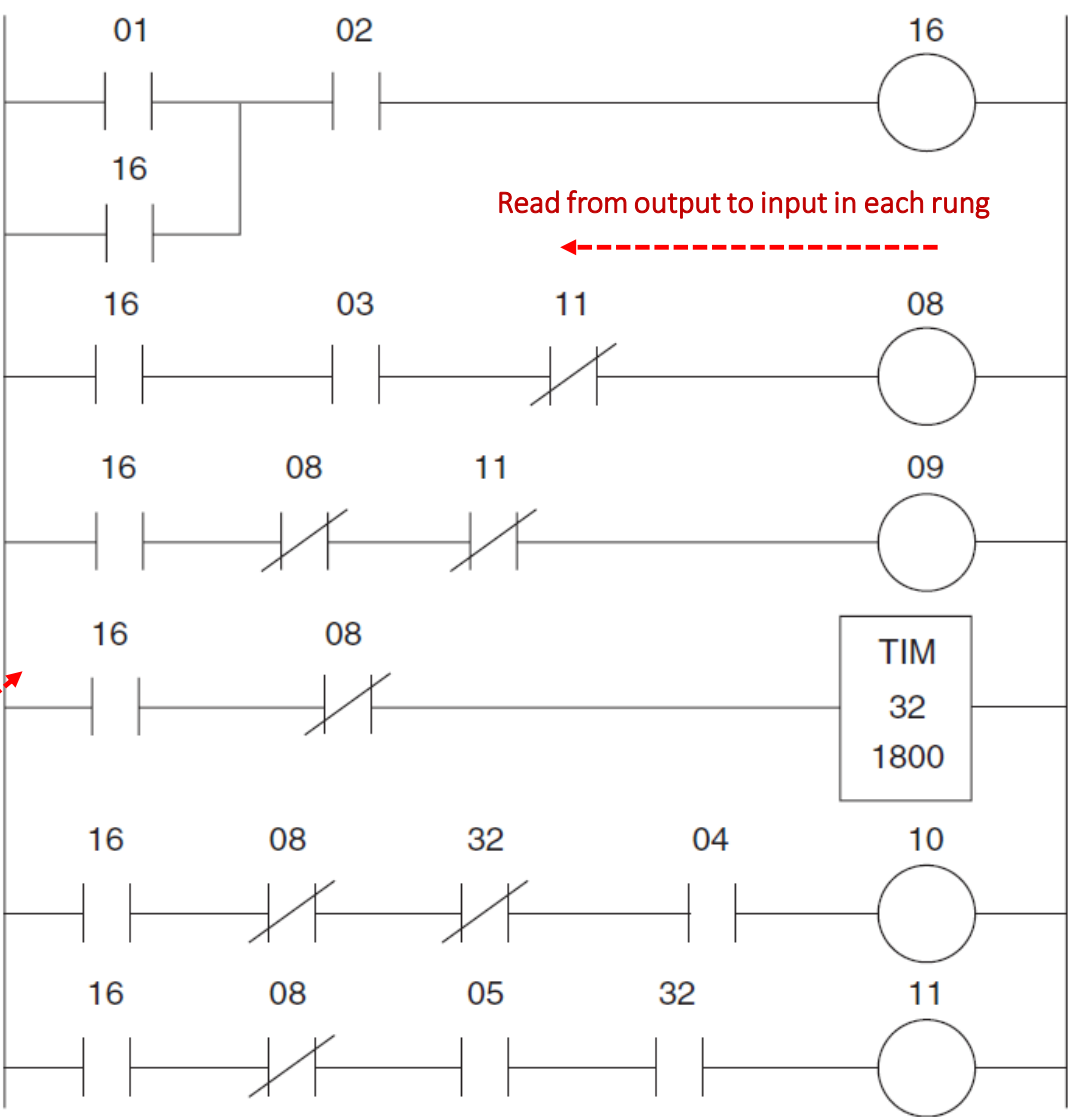 01 02 16
16
Read from output to input in each rung
16 03 11 08
16 08 11 09
16 08
TIM
32
1800
16 08 32 04 10
16 08 05 32 11